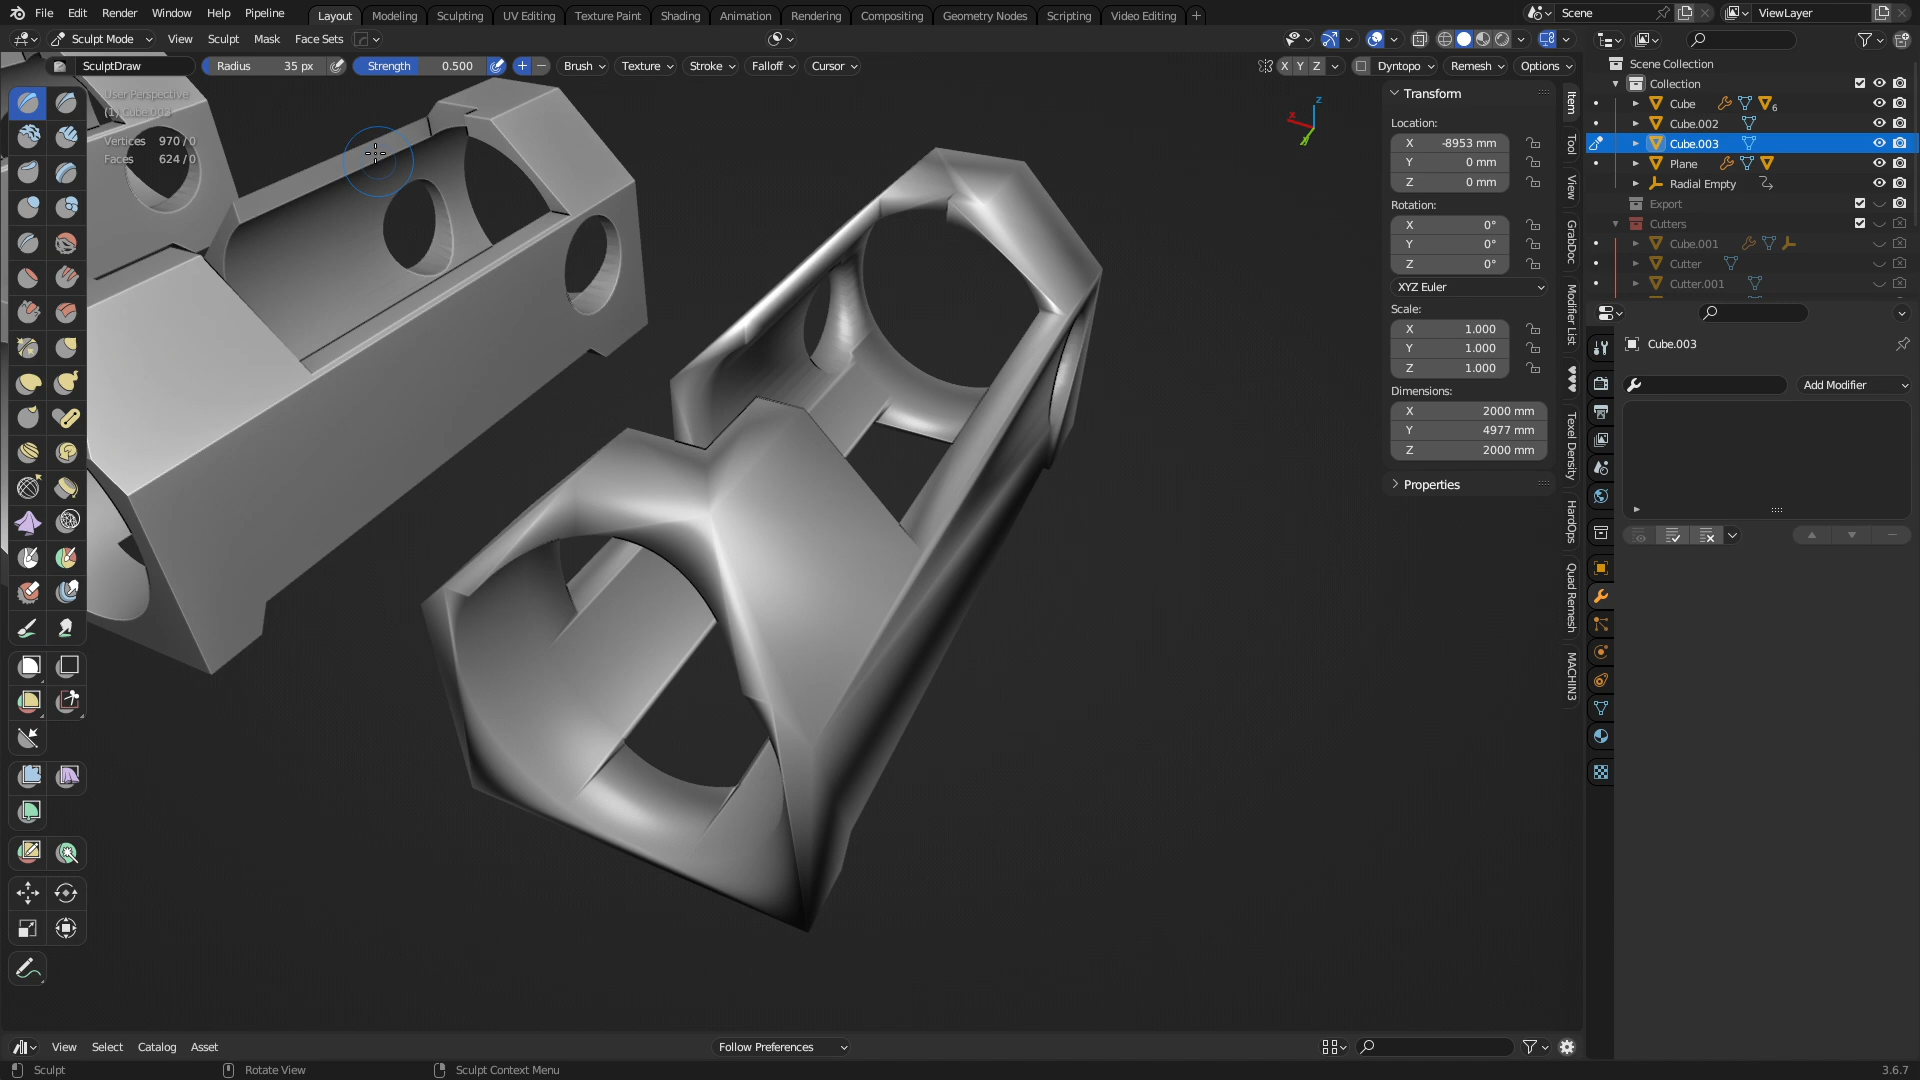 File Edit Render Window Help Pipeline Layout Modeling Sculpting UV Editing Texture Paint Shading Animation Rendering Compositing Geometry Nodes Scripting Video Editing + Scene ViewLayer
Sculpt Mode View Sculpt Mask Face Sets
SculptDraw Radius 35 px Strength 0.500 Brush Texture Stroke Falloff Cursor X Y Z Dyntopo Remesh Options
User Perspective
(1) Cube.003
Vertices 970/0
Faces 624/0
Z
X
Y
Transform
Location:
X -8953 mm
Y 0 mm
Z 0 mm
Rotation:
X 0°
Y 0°
Z 0°
XYZ Euler
Scale:
X 1.000
Y 1.000
Z 1.000
Dimensions:
X 2000 mm
Y 4977 mm
Z 2000 mm
Properties
Item
Tool
View
GrabDoc
Modifier List
Texel Density
HardOps
Quad Remesh
MACHIN3
Scene Collection
Collection
Cube 6
Cube.002
Cube.003
Plane
Radial Empty
Export
Cutters
Cube.001
Cutter
Cutter.001
Cube.003
Add Modifier
View Select Catalog Asset Follow Preferences
Sculpt Rotate View Sculpt Context Menu 3.6.7